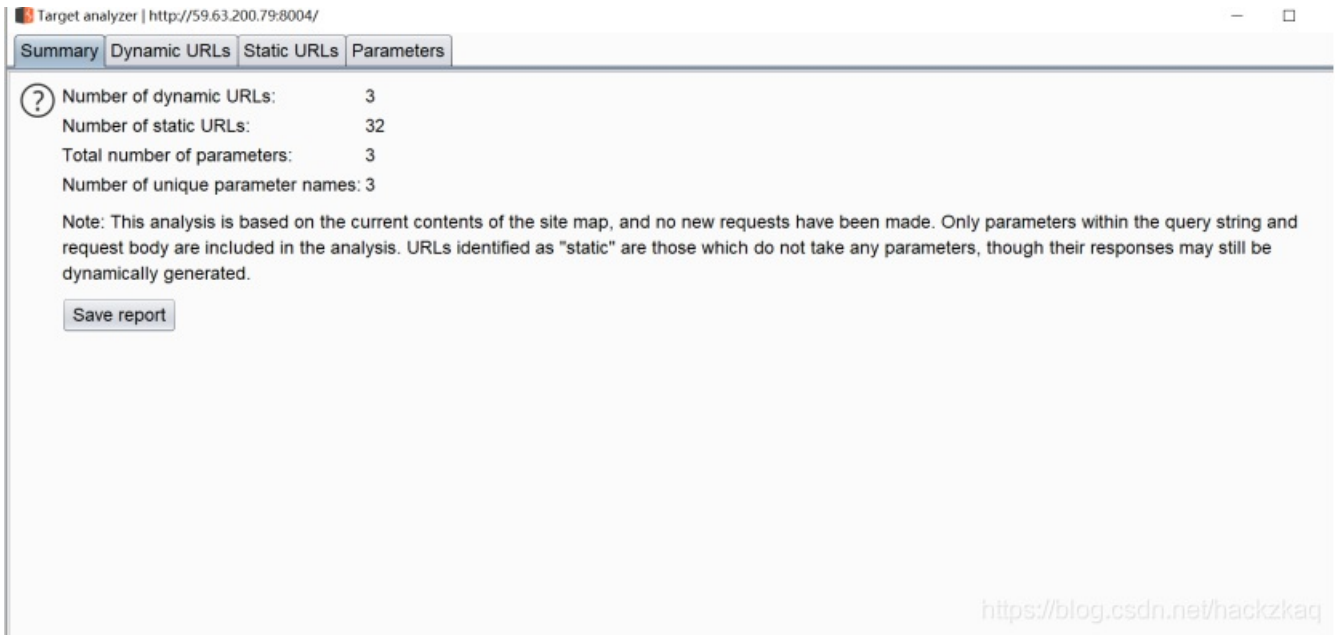 Target analyzer | http://59.63.200.79:8004/
Summary Dynamic URLs Static URLs Parameters
? Number of dynamic URLs: 3
Number of static URLs: 32
Total number of parameters: 3
Number of unique parameter names: 3
Note: This analysis is based on the current contents of the site map, and no new requests have been made. Only parameters within the query string and
request body are included in the analysis. URLs identified as "static" are those which do not take any parameters, though their responses may still be
dynamically generated.
Save report
https://blog.csdn.net/hackzkaq